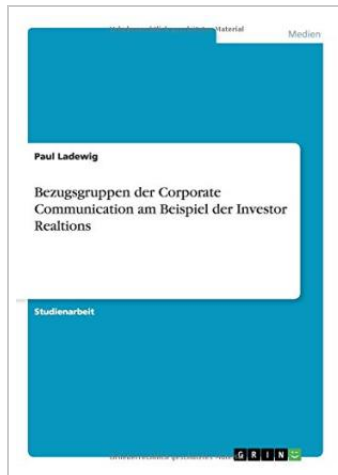 Medien
Paul Ladewig
Bezugsgruppen der Corporate
Communication am Beispiel der Investor
Realtions
Studienarbeit
GRIN